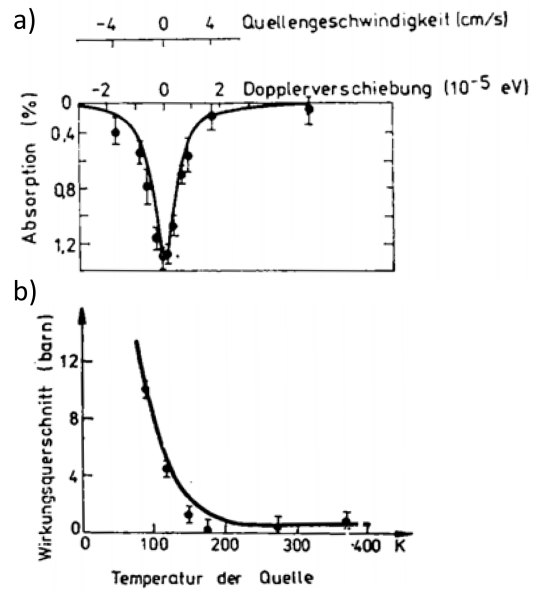 a)
-4 0 4 Quellengeschwindigkeit (cm/s)
-2 0 2 Dopplerverschiebung (10⁻⁵ eV)
Absorption (%)
0
0,4
0,8
1,2
b)
Wirkungsquerschnitt (barn)
12
8
4
0
0 100 200 300 400 K
Temperatur der Quelle